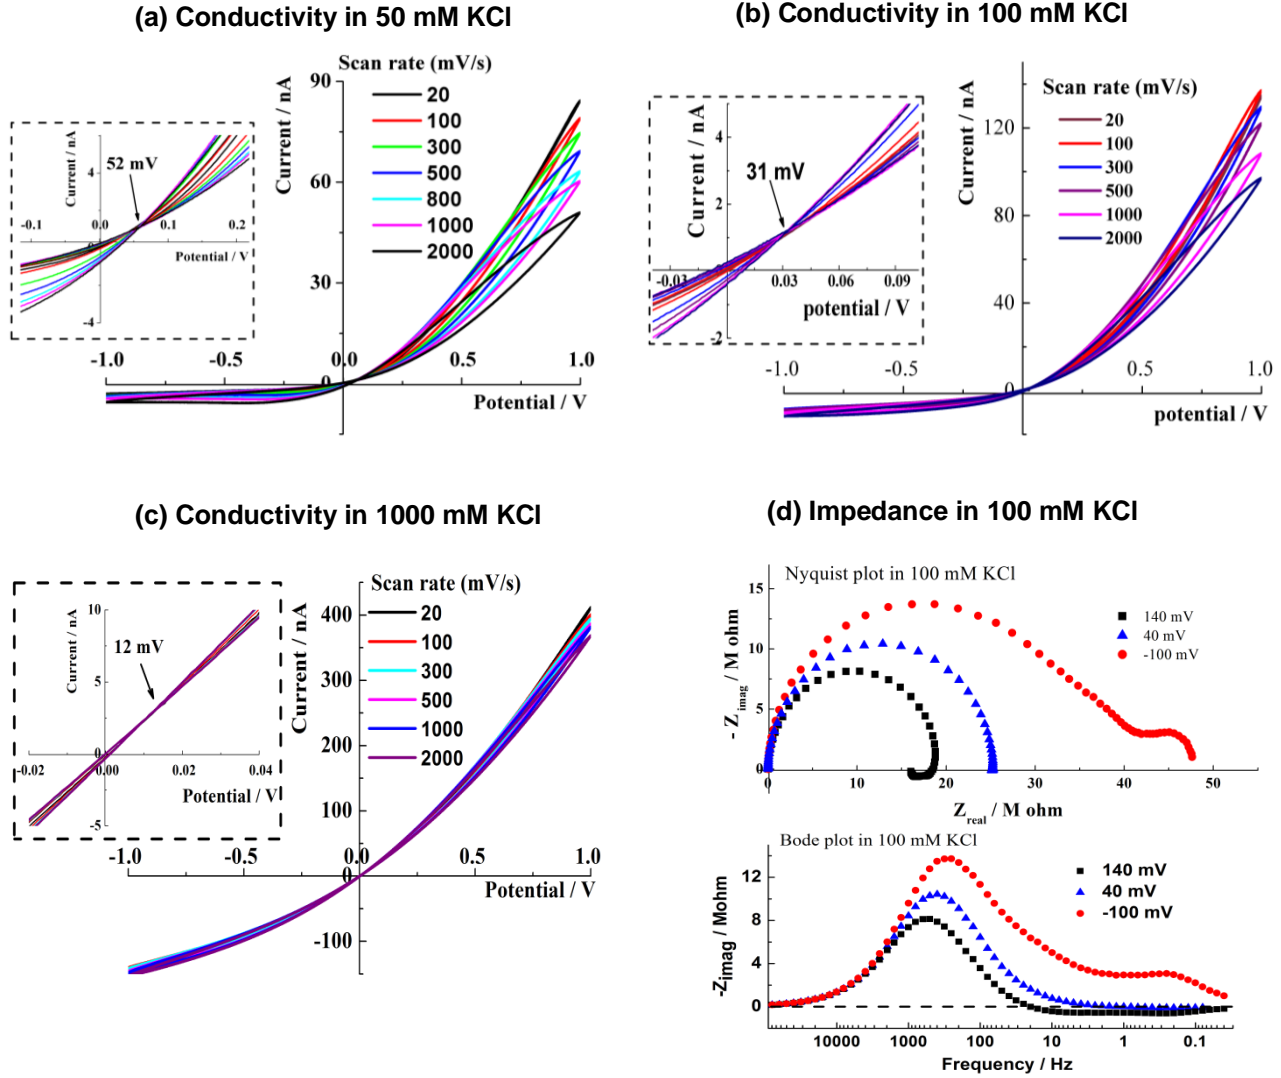 (a) Conductivity in 50 mM KCl
Scan rate (mV/s)
Current / nA
90
60
30
0
20
100
300
500
800
1000
2000
-1.0
-0.5
0.0
0.5
1.0
Potential / V
Current / nA
52 mV
4
-4
-0.1
0.0
0.1
0.2
Potential / V
(b) Conductivity in 100 mM KCl
Scan rate (mV/s)
Current / nA
120
80
40
0
20
100
300
500
1000
2000
-1.0
-0.5
0.5
1.0
potential / V
Current / nA
31 mV
4
2
-2
-0.03
0.03
0.06
0.09
potential / V
(c) Conductivity in 1000 mM KCl
Scan rate (mV/s)
Current / nA
400
300
200
100
0
-100
20
100
300
500
1000
2000
-1.0
-0.5
0.0
0.5
1.0
Potential / V
Current / nA
12 mV
10
5
0
-5
-0.02
0.00
0.02
0.04
Potential / V
(d) Impedance in 100 mM KCl
Nyquist plot in 100 mM KCl
- Zimag / M ohm
15
10
5
0
140 mV
40 mV
-100 mV
0
10
20
30
40
50
Zreal / M ohm
Bode plot in 100 mM KCl
-Zimag / Mohm
12
8
4
0
140 mV
40 mV
-100 mV
10000
1000
100
10
1
0.1
Frequency / Hz